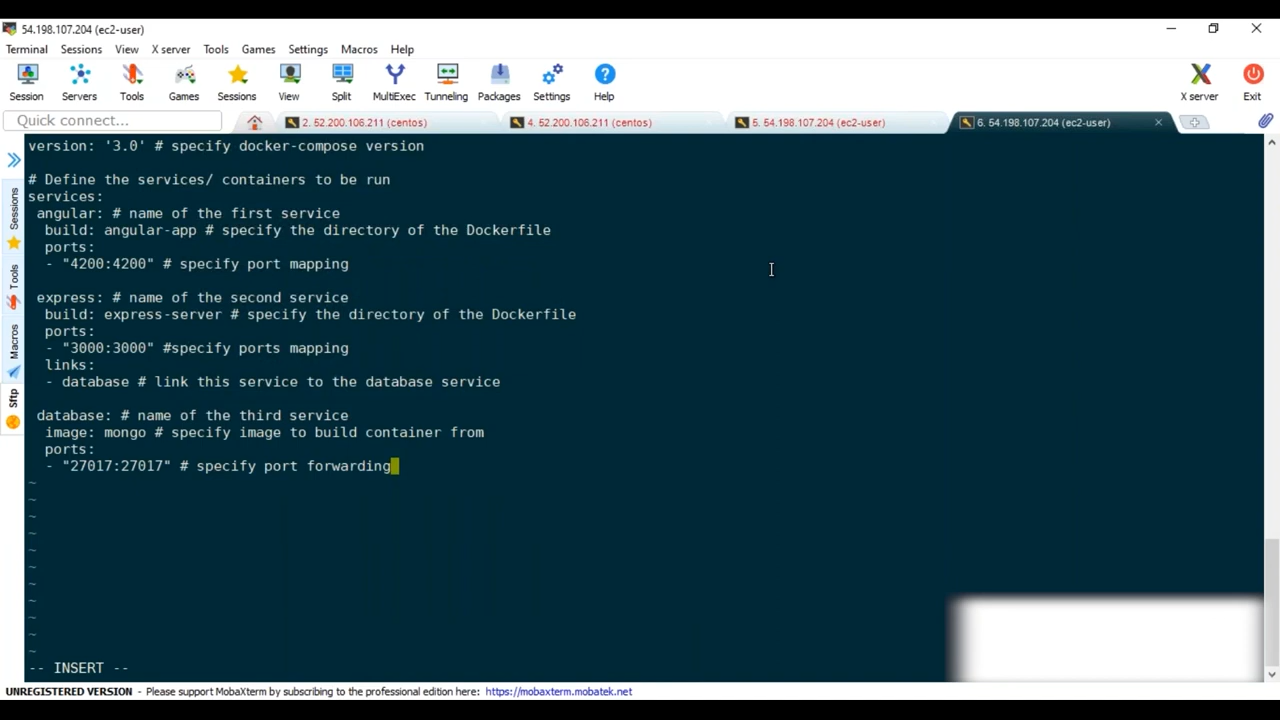 54.198.107.204 (ec2-user)
Terminal Sessions View X server Tools Games Settings Macros Help
Session Servers Tools Games Sessions View Split MultiExec Tunneling Packages Settings Help X server Exit
Quick connect... 2. 52.200.106.211 (centos) 4. 52.200.106.211 (centos) 5. 54.198.107.204 (ec2-user) 6. 54.198.107.204 (ec2-user)
Sessions
Tools
Macros
Sftp
version: '3.0' # specify docker-compose version
# Define the services/ containers to be run
services:
angular: # name of the first service
build: angular-app # specify the directory of the Dockerfile
ports:
- "4200:4200" # specify port mapping
express: # name of the second service
build: express-server # specify the directory of the Dockerfile
ports:
- "3000:3000" #specify ports mapping
links:
- database # link this service to the database service
database: # name of the third service
image: mongo # specify image to build container from
ports:
- "27017:27017" # specify port forwarding
~
~
~
~
~
~
~
~
~
~
~
-- INSERT --
UNREGISTERED VERSION - Please support MobaXterm by subscribing to the professional edition here: https://mobaxterm.mobatek.net